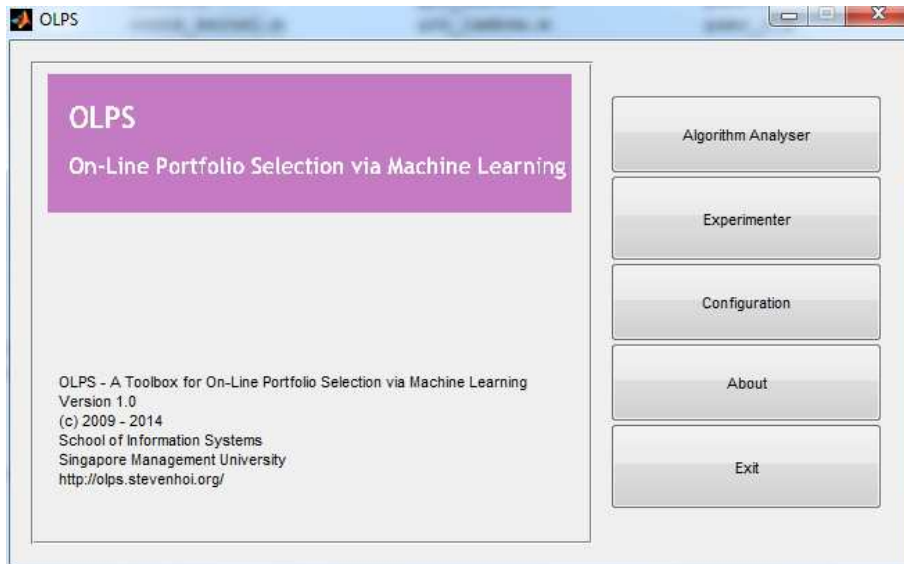 OLPS
OLPS
On-Line Portfolio Selection via Machine Learning
OLPS - A Toolbox for On-Line Portfolio Selection via Machine Learning
Version 1.0
(c) 2009 - 2014
School of Information Systems
Singapore Management University
http://olps.stevenhoi.org/
Algorithm Analyser
Experimenter
Configuration
About
Exit